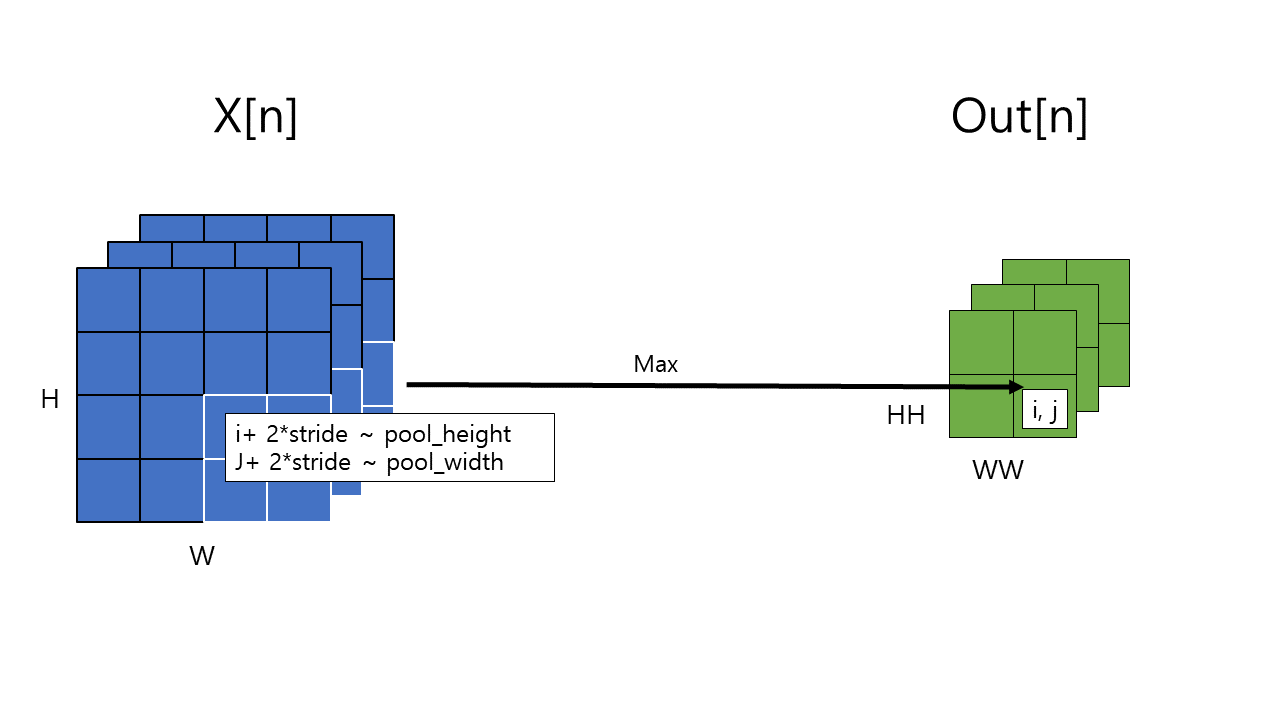 X[n]
Out[n]
Max
H
i+ 2*stride ~ pool_height
J+ 2*stride ~ pool_width
i, j
HH
WW
W